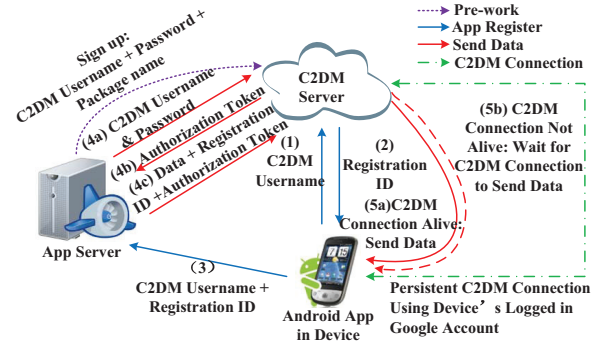 Pre-work
App Register
Send Data
C2DM Connection
Sign up:
C2DM Username + Password +
Package name
C2DM
Server
(4a) C2DM Username
& Password
(4b) Authorization Token
(4c) Data + Registration
ID +Authorization Token
(1)
C2DM
Username
(2)
Registration
ID
(5a)C2DM
Connection Alive:
Send Data
(5b) C2DM
Connection Not
Alive: Wait for
C2DM Connection
to Send Data
App Server
(3)
C2DM Username +
Registration ID
Android App
in Device
Persistent C2DM Connection
Using Device’s Logged in
Google Account